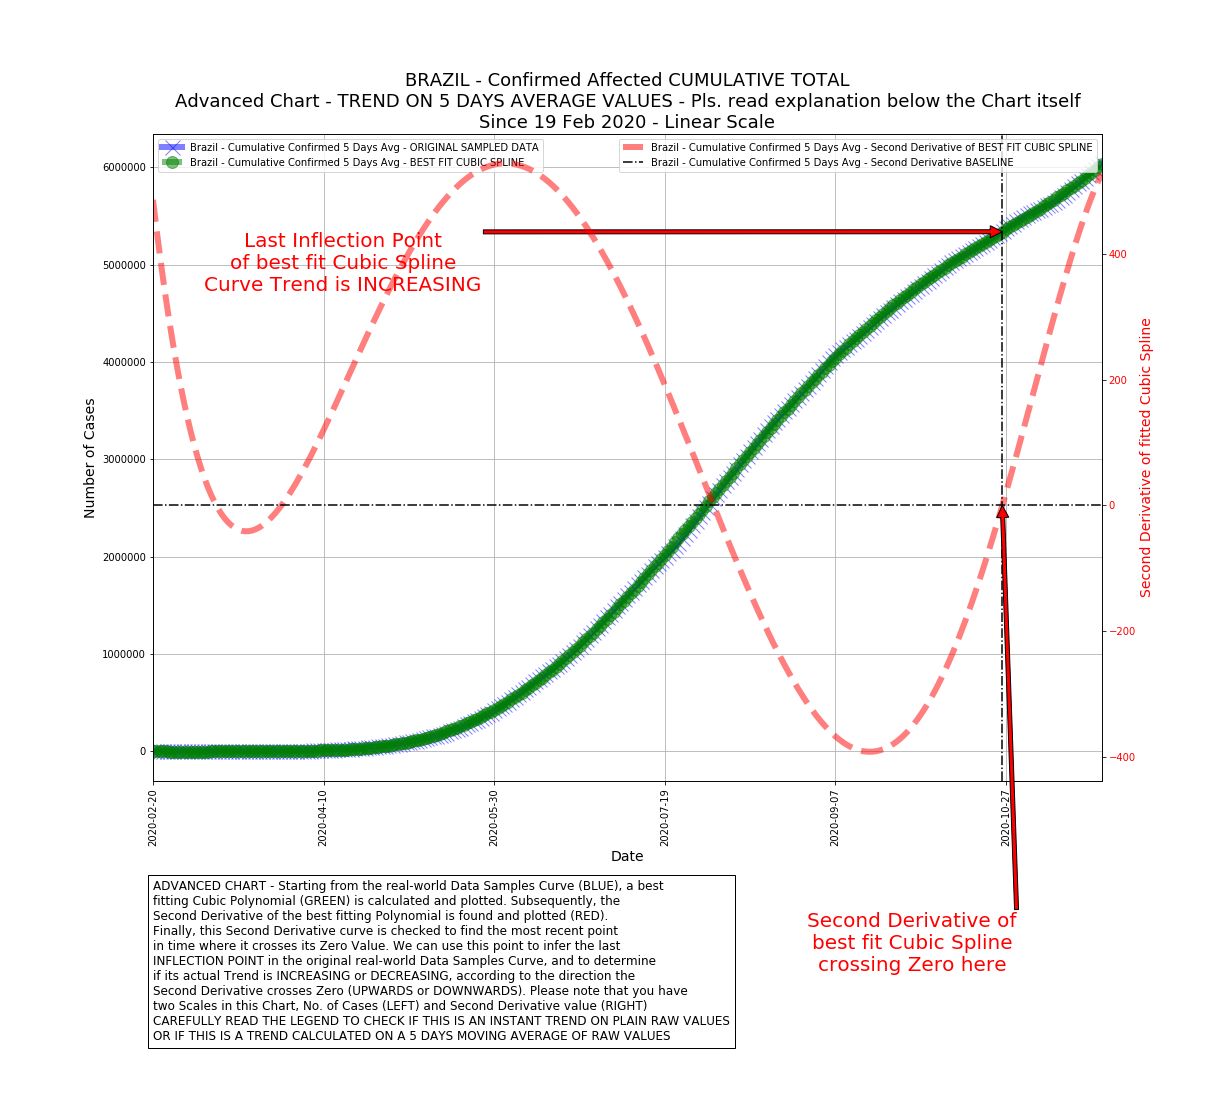 BRAZIL - Confirmed Affected CUMULATIVE TOTAL
Advanced Chart - TREND ON 5 DAYS AVERAGE VALUES - Pls. read explanation below the Chart itself
Since 19 Feb 2020 - Linear Scale
Brazil - Cumulative Confirmed 5 Days Avg - ORIGINAL SAMPLED DATA
Brazil - Cumulative Confirmed 5 Days Avg - BEST FIT CUBIC SPLINE
Brazil - Cumulative Confirmed 5 Days Avg - Second Derivative of BEST FIT CUBIC SPLINE
Brazil - Cumulative Confirmed 5 Days Avg - Second Derivative BASELINE
Last Inflection Point
of best fit Cubic Spline
Curve Trend is INCREASING
Number of Cases
6000000
5000000
4000000
3000000
2000000
1000000
0
Second Derivative of fitted Cubic Spline
400
200
0
−200
−400
2020-02-20
2020-04-10
2020-05-30
2020-07-19
2020-09-07
2020-10-27
Date
Second Derivative of
best fit Cubic Spline
crossing Zero here
ADVANCED CHART - Starting from the real-world Data Samples Curve (BLUE), a best
fitting Cubic Polynomial (GREEN) is calculated and plotted. Subsequently, the
Second Derivative of the best fitting Polynomial is found and plotted (RED).
Finally, this Second Derivative curve is checked to find the most recent point
in time where it crosses its Zero Value. We can use this point to infer the last
INFLECTION POINT in the original real-world Data Samples Curve, and to determine
if its actual Trend is INCREASING or DECREASING, according to the direction the
Second Derivative crosses Zero (UPWARDS or DOWNWARDS). Please note that you have
two Scales in this Chart, No. of Cases (LEFT) and Second Derivative value (RIGHT)
CAREFULLY READ THE LEGEND TO CHECK IF THIS IS AN INSTANT TREND ON PLAIN RAW VALUES
OR IF THIS IS A TREND CALCULATED ON A 5 DAYS MOVING AVERAGE OF RAW VALUES